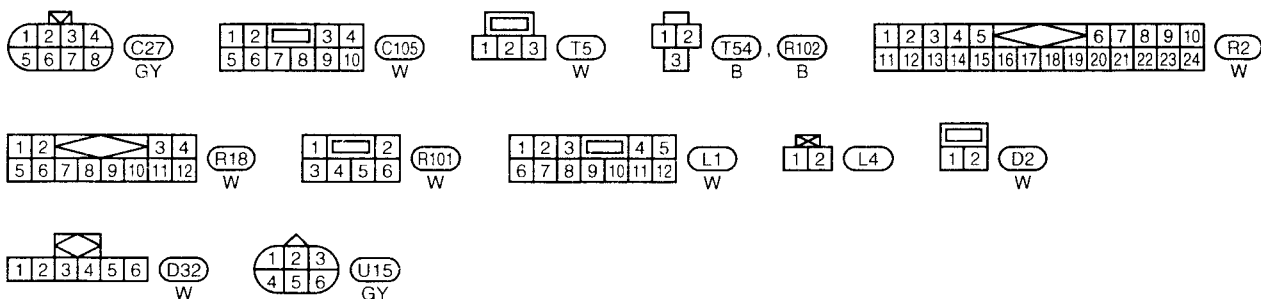 1 2 3 4
5 6 7 8
C27
GY
1 2 3 4
5 6 7 8 9 10
C105
W
1 2 3
T5
W
1 2
3
T54 , R102
B B
1 2 3 4 5 6 7 8 9 10
11 12 13 14 15 16 17 18 19 20 21 22 23 24
R2
W
1 2 3 4
5 6 7 8 9 10 11 12
R18
W
1 2
3 4 5 6
R101
W
1 2 3 4 5
6 7 8 9 10 11 12
L1
W
1 2
L4
1 2
D2
W
1 2 3 4 5 6
D32
W
1 2 3
4 5 6
U15
GY